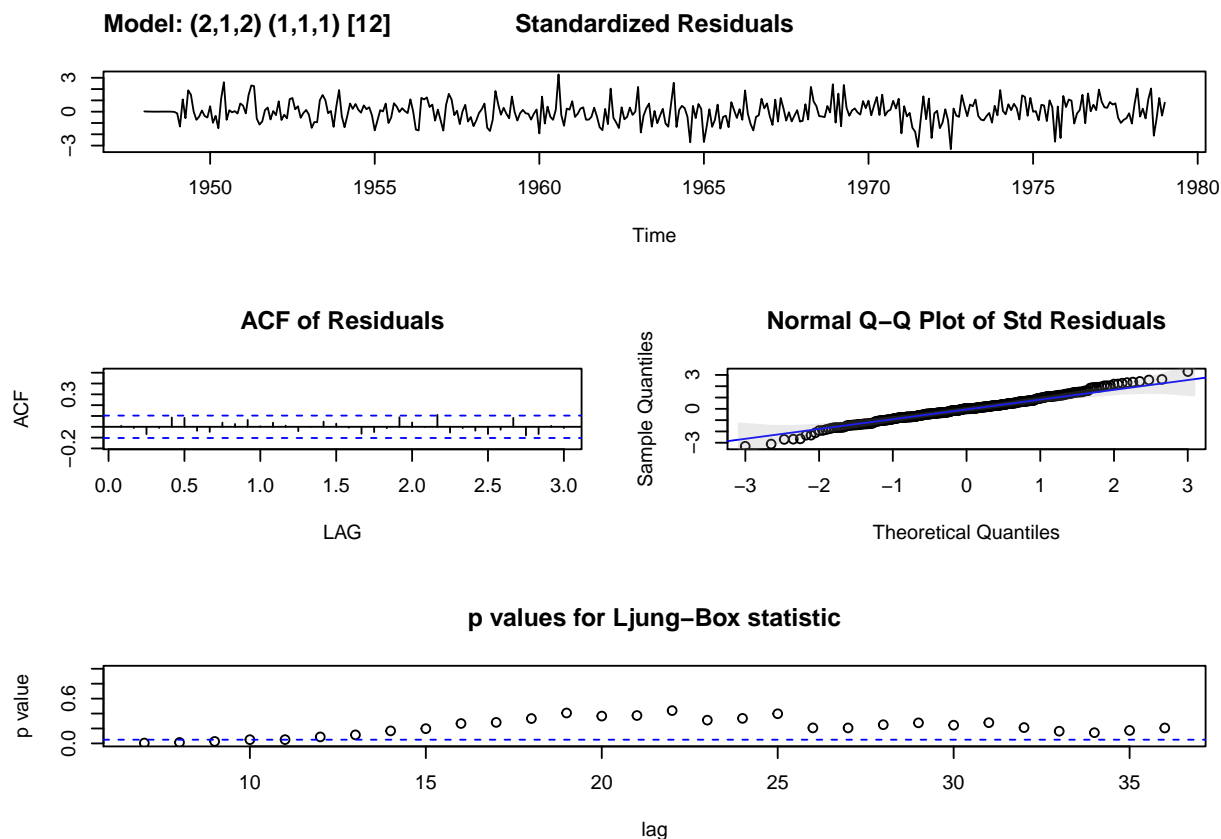 Model: (2,1,2) (1,1,1) [12]
Standardized Residuals
3
0
−3
1950 1955 1960 1965 1970 1975 1980
Time
ACF of Residuals
ACF
0.3
−0.2
0.0 0.5 1.0 1.5 2.0 2.5 3.0
LAG
Normal Q−Q Plot of Std Residuals
Sample Quantiles
3
0
−3
−3 −2 −1 0 1 2 3
Theoretical Quantiles
p values for Ljung−Box statistic
p value
0.6
0.0
10 15 20 25 30 35
lag